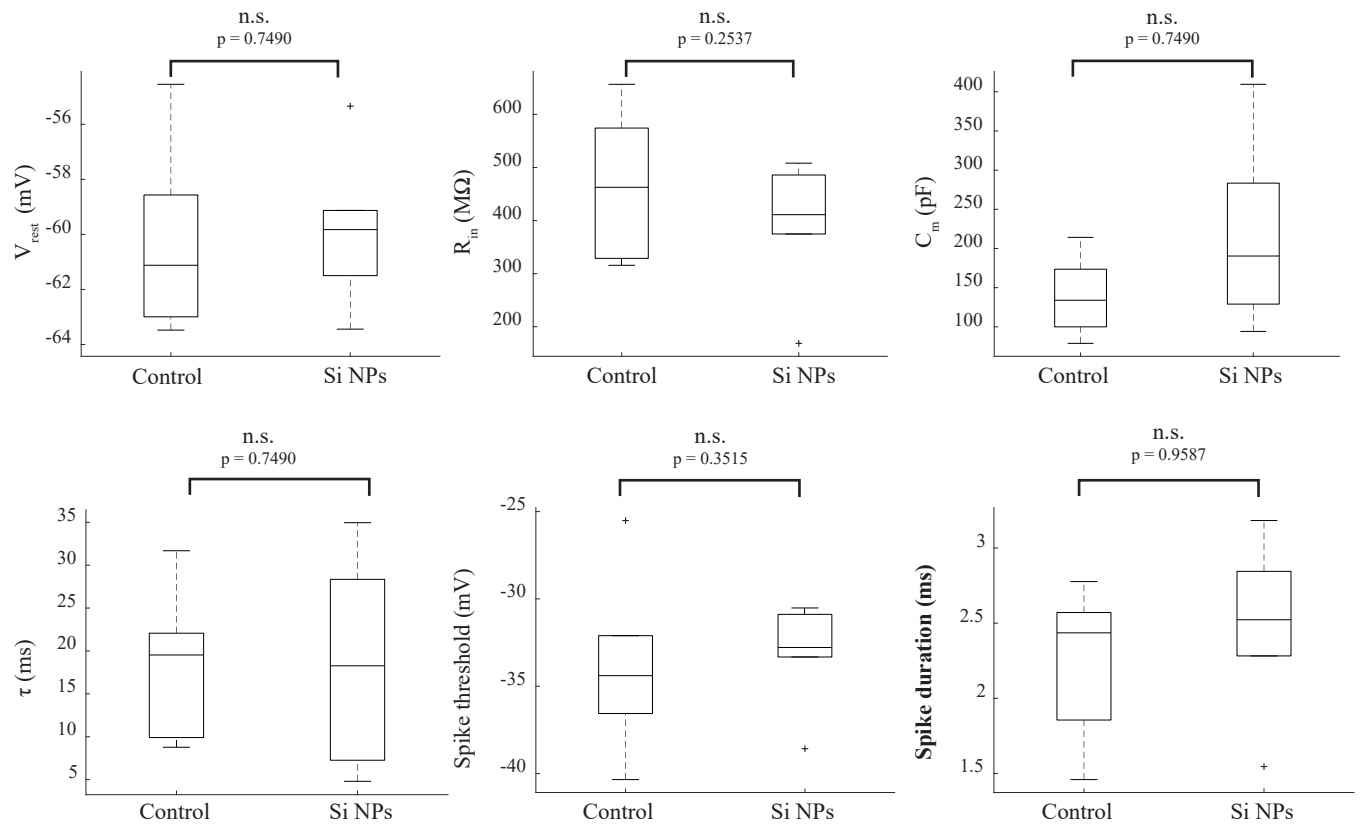 n.s.
p = 0.7490
-56
-58
-60
-62
-64
V_rest (mV)
Control Si NPs
n.s.
p = 0.2537
600
500
400
300
200
R_in (MΩ)
Control Si NPs
n.s.
p = 0.7490
400
350
300
250
200
150
100
C_m (pF)
Control Si NPs
n.s.
p = 0.7490
35
30
25
20
15
10
5
τ (ms)
Control Si NPs
n.s.
p = 0.3515
-25
-30
-35
-40
Spike threshold (mV)
Control Si NPs
n.s.
p = 0.9587
3
2.5
2
1.5
Spike duration (ms)
Control Si NPs